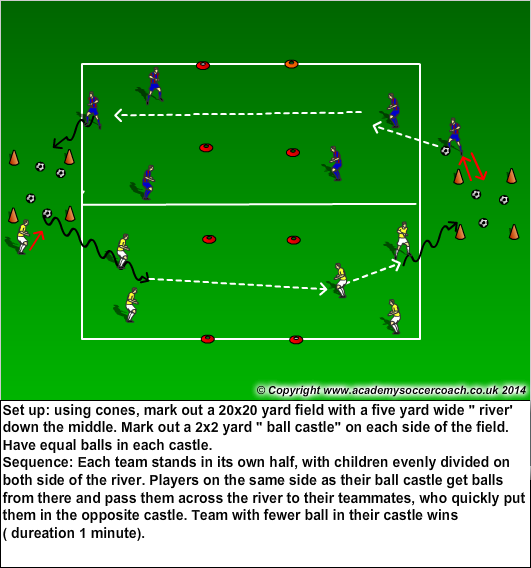 © Copyright www.academysoccercoach.co.uk 2014
Set up: using cones, mark out a 20x20 yard field with a five yard wide " river'
down the middle. Mark out a 2x2 yard " ball castle" on each side of the field.
Have equal balls in each castle.
Sequence: Each team stands in its own half, with children evenly divided on
both side of the river. Players on the same side as their ball castle get balls
from there and pass them across the river to their teammates, who quickly put
them in the opposite castle. Team with fewer ball in their castle wins
( dureation 1 minute).